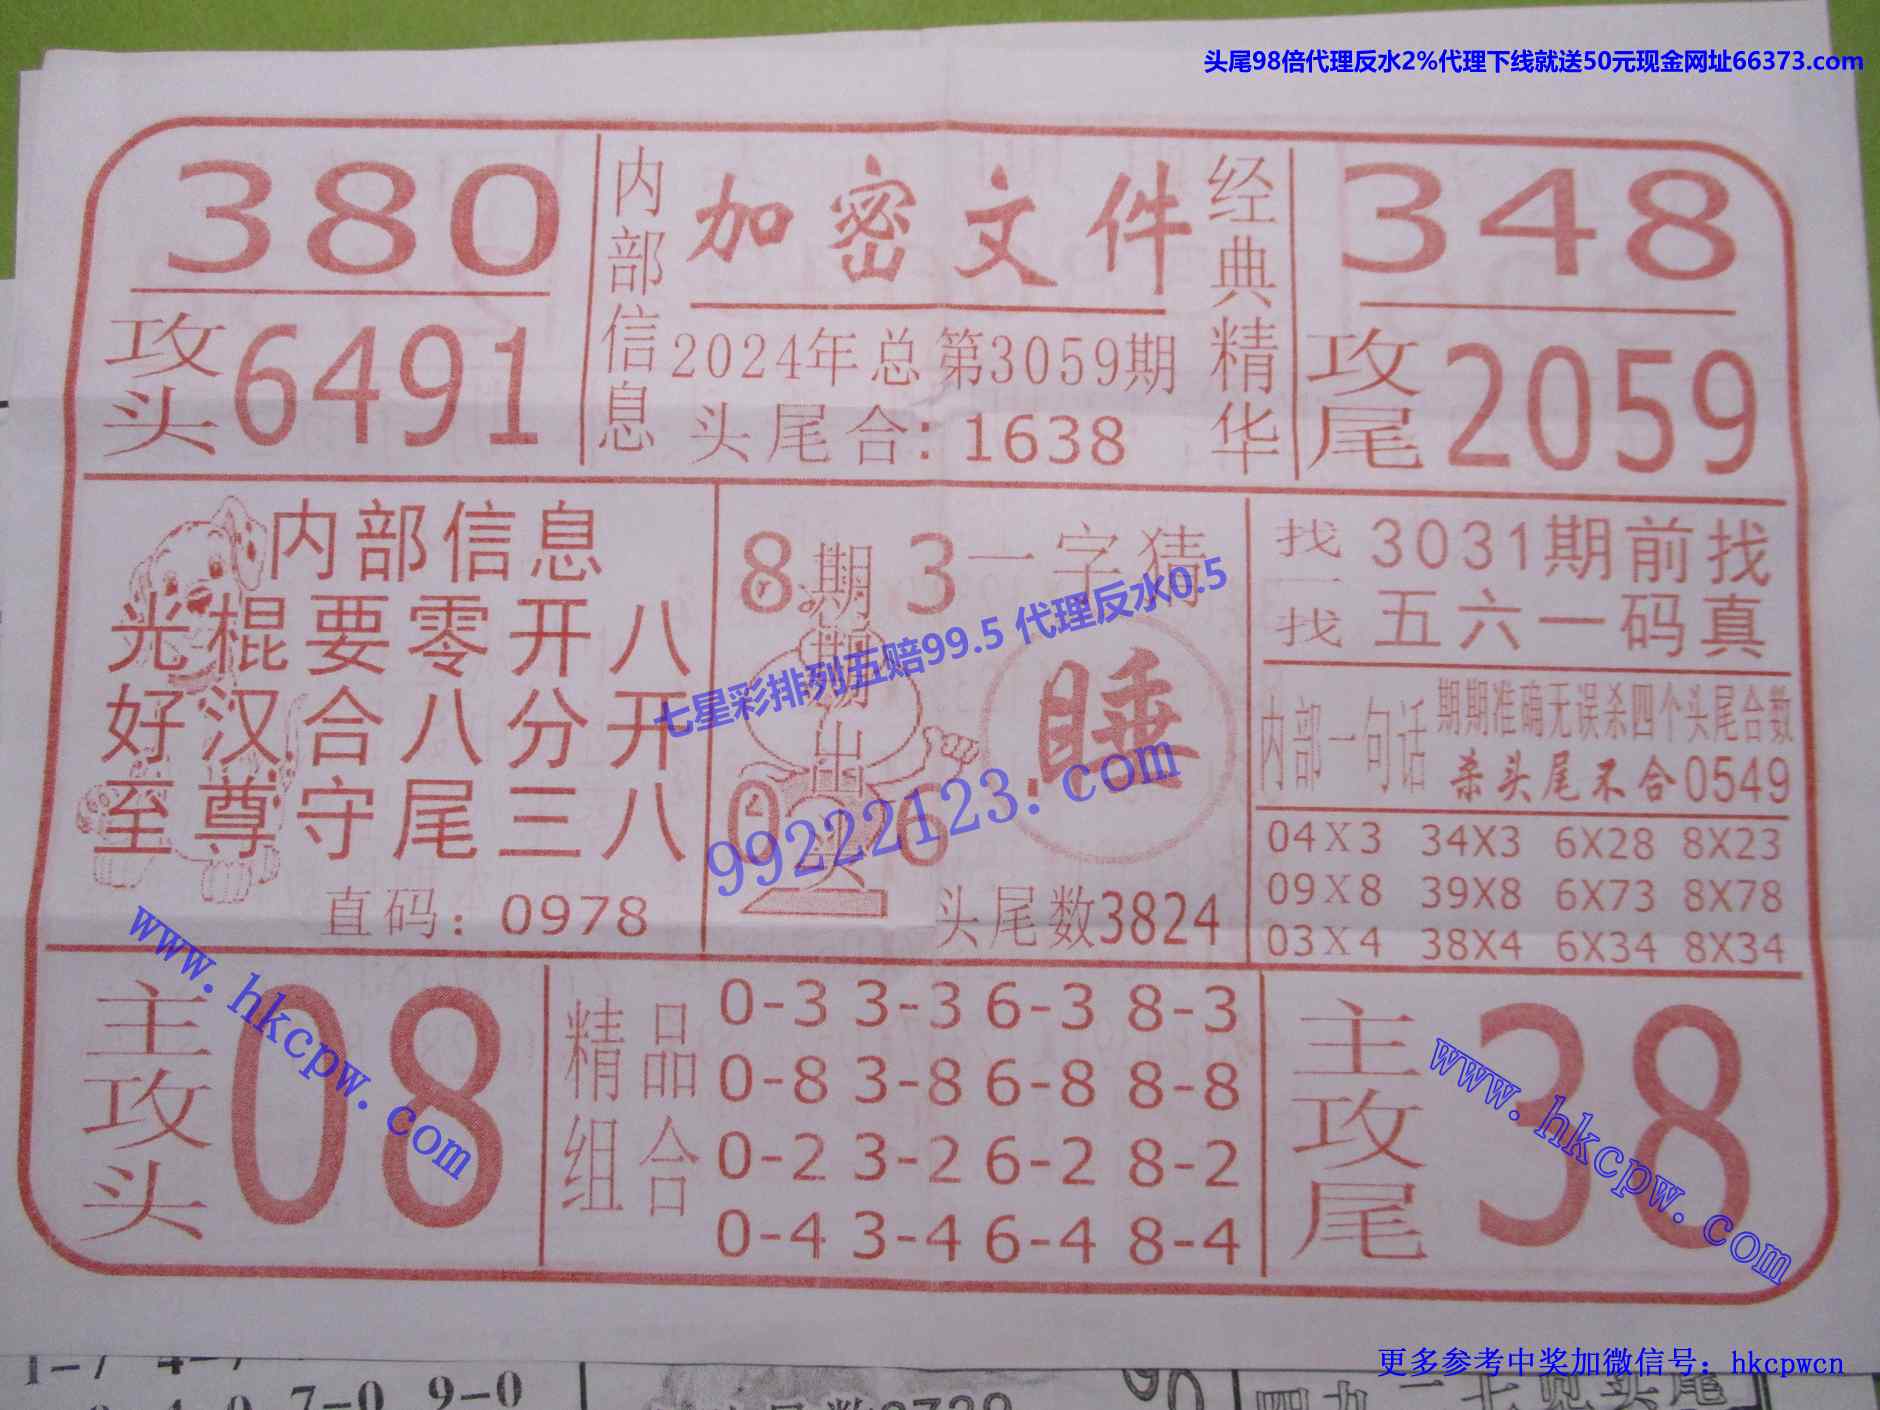 头尾98倍代理反水2%代理下线就送50元现金网址66373.com
380
攻头6491
内部信息
加密文件
2024年总第3059期
头尾合:1638
经典精华
348
攻尾2059
内部信息
光棍要零开八
好汉合八分开
至尊守尾三八
直码:0978
8 3
期期出一头
0 6
一字猜
睡
头尾数3824
七星彩排列五赔99.5 代理反水0.5
99222123.com
找一找
3031期前找
五六一码真
内部一句话
期期准确无误杀四个头尾合数
杀头尾不合0549
04X3 34X3 6X28 8X23
09X8 39X8 6X73 8X78
03X4 38X4 6X34 8X34
主攻头
08
www.hkcpw.com
精品组合
0-3 3-3 6-3 8-3
0-8 3-8 6-8 8-8
0-2 3-2 6-2 8-2
0-4 3-4 6-4 8-4
主攻尾
38
www.hkcpw.com
更多参考中奖加微信号：hkcpwcn
7-0 9-0